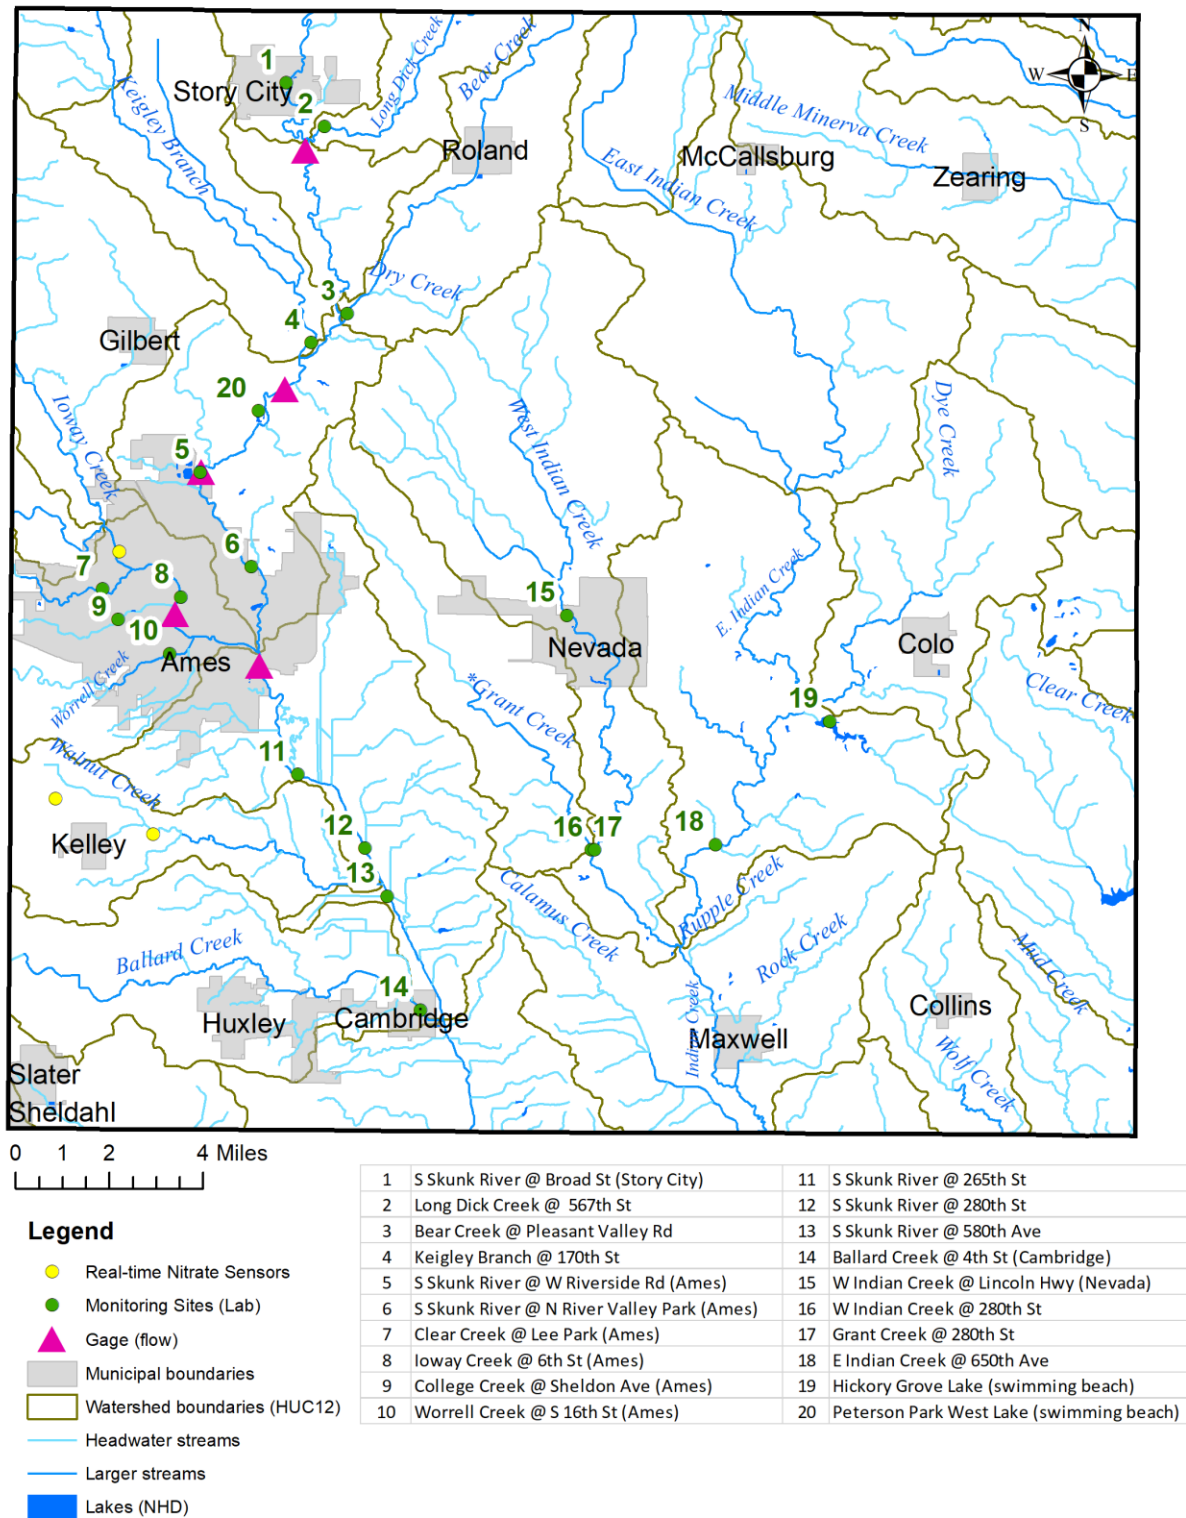 N
W E
S
1
Story City
2
Long Dick Creek
Bear Creek
Keigley Branch
Roland
Middle Minerva Creek
McCallsburg
Zearing
East Indian Creek
Dry Creek
3
4
Gilbert
20
Ioway Creek
West Indian Creek
Dye Creek
5
6
7
8
9
10
Ames
Worrell Creek
15
Nevada
E. Indian Creek
Colo
*Grant Creek
19
Clear Creek
11
Walnut Creek
Kelley
12
13
16
17
18
Calamus Creek
Rupple Creek
Rock Creek
Mud Creek
Ballard Creek
14
Huxley
Cambridge
Indian Creek
Maxwell
Collins
Wolf Creek
Slater
Sheldahl
0 1 2 4 Miles
Legend
Real-time Nitrate Sensors
Monitoring Sites (Lab)
Gage (flow)
Municipal boundaries
Watershed boundaries (HUC12)
Headwater streams
Larger streams
Lakes (NHD)
1 S Skunk River @ Broad St (Story City)
2 Long Dick Creek @ 567th St
3 Bear Creek @ Pleasant Valley Rd
4 Keigley Branch @ 170th St
5 S Skunk River @ W Riverside Rd (Ames)
6 S Skunk River @ N River Valley Park (Ames)
7 Clear Creek @ Lee Park (Ames)
8 Ioway Creek @ 6th St (Ames)
9 College Creek @ Sheldon Ave (Ames)
10 Worrell Creek @ S 16th St (Ames)
11 S Skunk River @ 265th St
12 S Skunk River @ 280th St
13 S Skunk River @ 580th Ave
14 Ballard Creek @ 4th St (Cambridge)
15 W Indian Creek @ Lincoln Hwy (Nevada)
16 W Indian Creek @ 280th St
17 Grant Creek @ 280th St
18 E Indian Creek @ 650th Ave
19 Hickory Grove Lake (swimming beach)
20 Peterson Park West Lake (swimming beach)